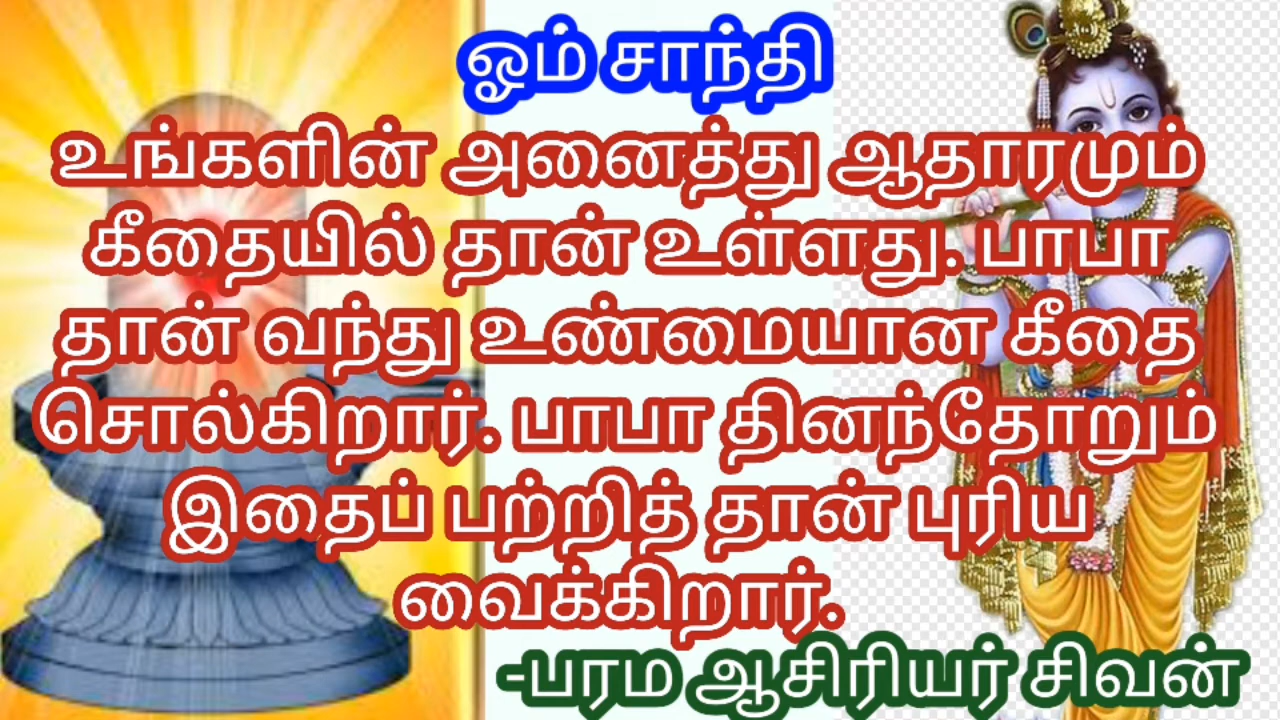 ஓம் சாந்தி
உங்களின் அனைத்து ஆதாரமும்
கீதையில் தான் உள்ளது. பாபா
தான் வந்து உண்மையான கீதை
சொல்கிறார். பாபா தினந்தோறும்
இதைப் பற்றித் தான் புரிய
வைக்கிறார்.
-பரம ஆசிரியர் சிவன்